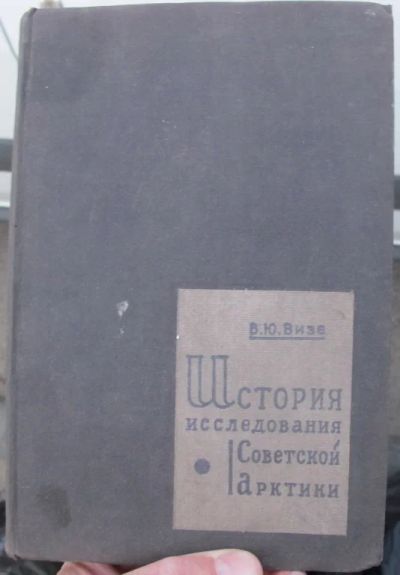 В.Ю.Визе
История
исследования
Советской
арктики